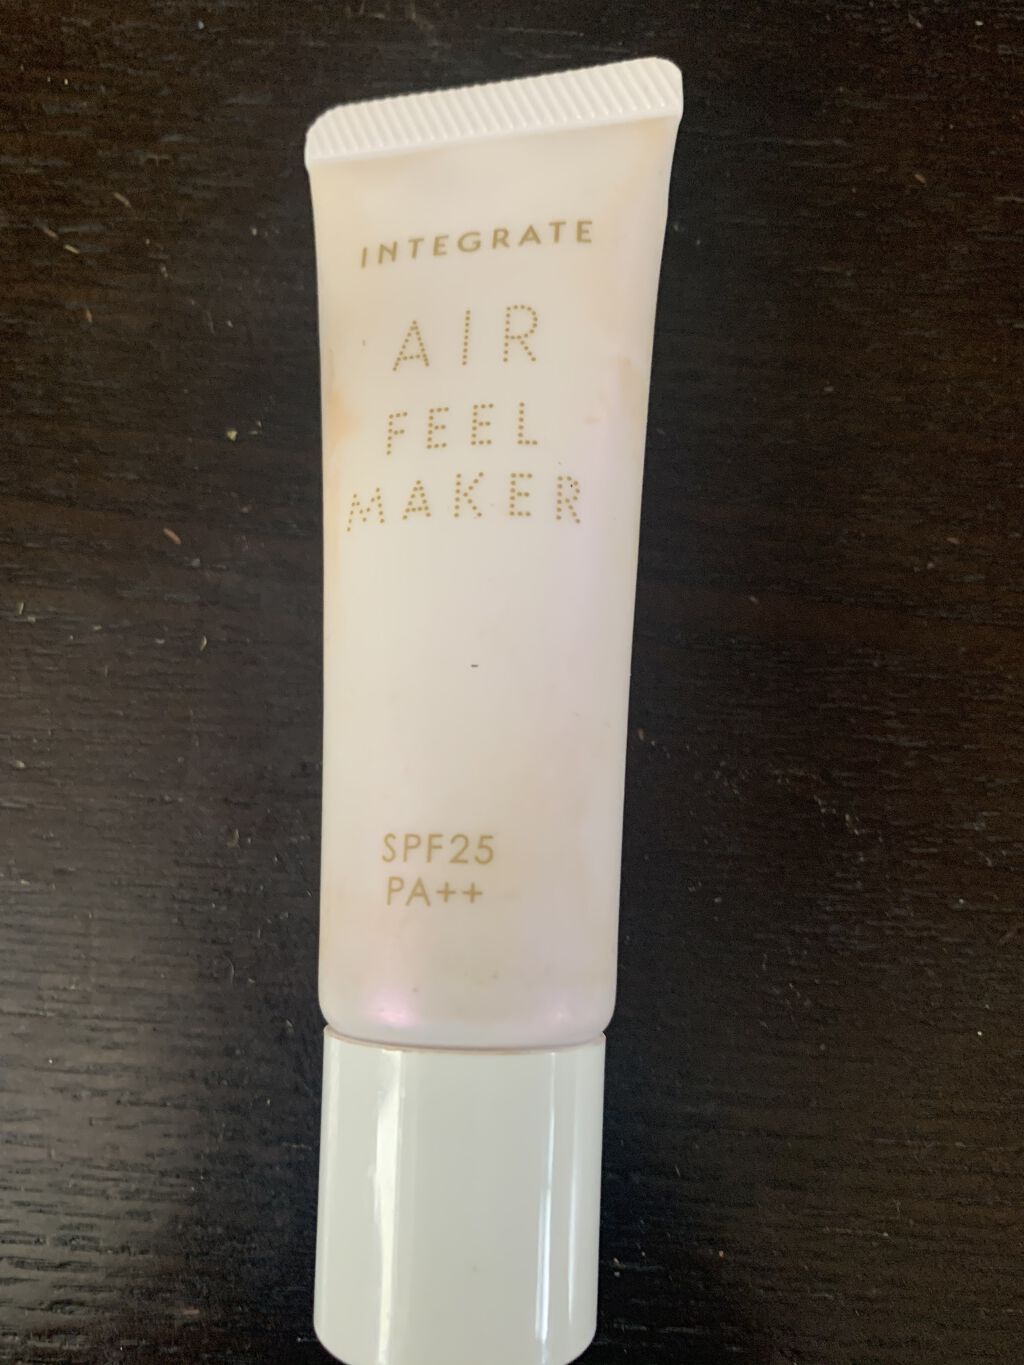 INTEGRATE
AIR
FEEL
MAKER
SPF25
PA++